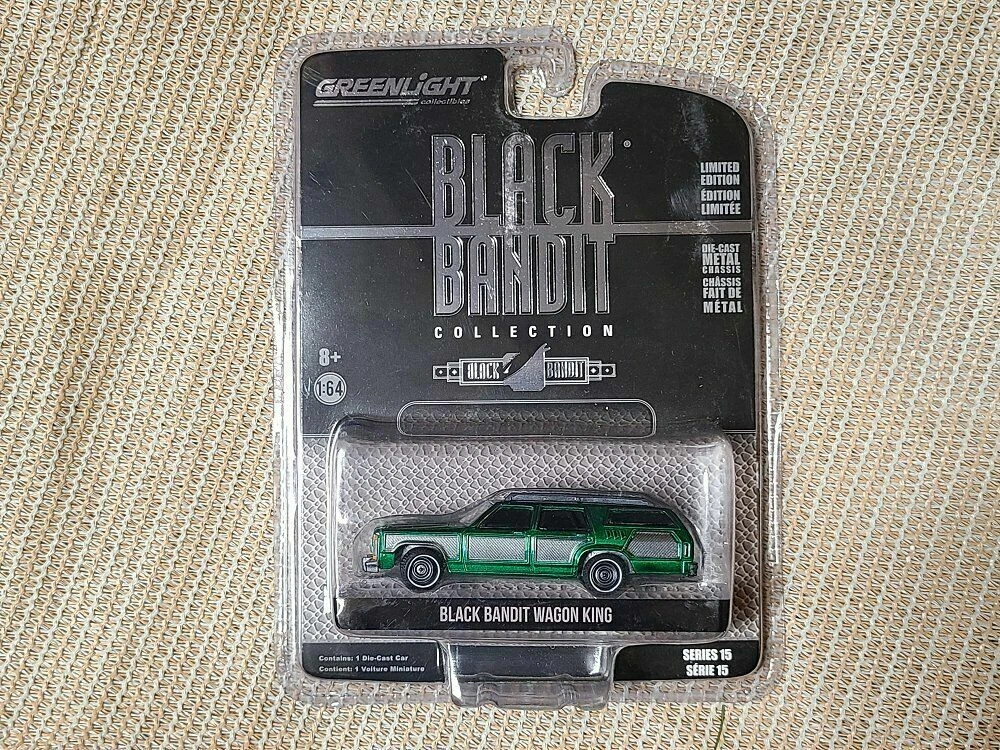 GREENLiGHT
collectibles
BLACK
BANDIT
®
COLLECTION
BLACK BANDIT
LIMITED
EDITION
ÉDITION
LIMITÉE
DIE-CAST
METAL
CHASSIS
CHÂSSIS
FAIT DE
MÉTAL
8+
1:64
BLACK BANDIT WAGON KING
Contains: 1 Die-Cast Car
Contient: 1 Voiture Miniature
SERIES 15
SÉRIE 15